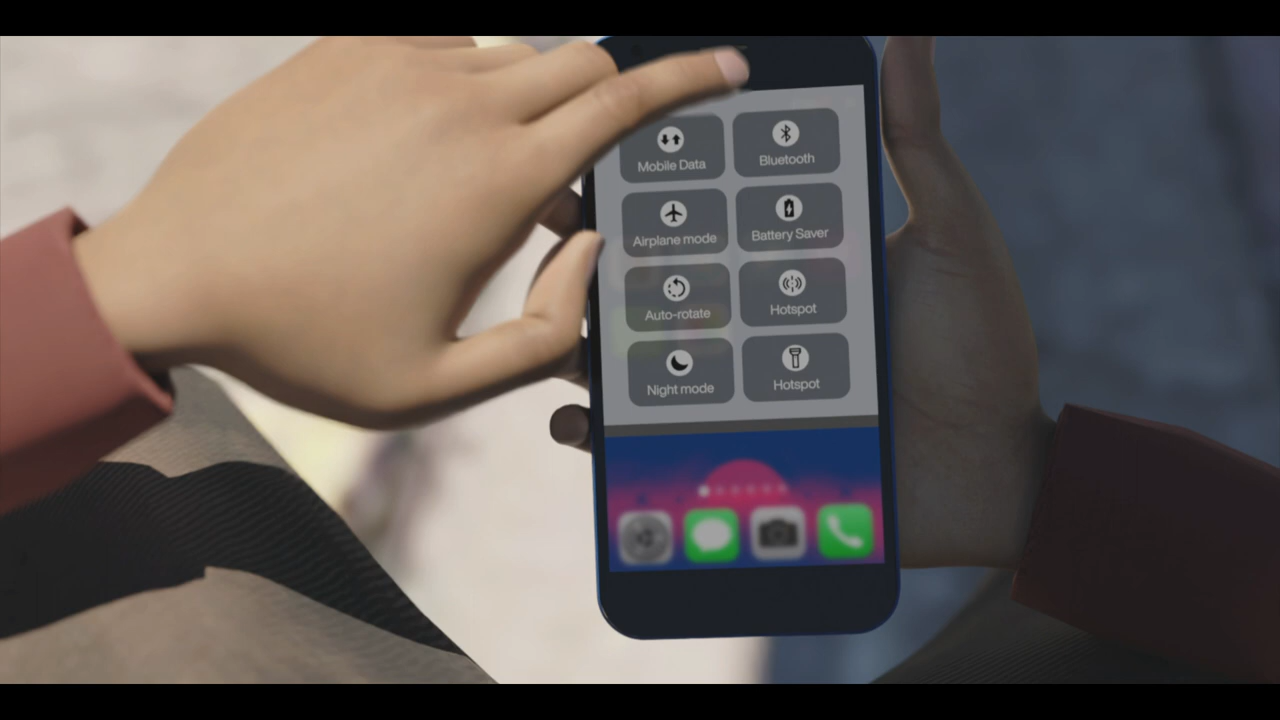 Mobile Data
Bluetooth
Airplane mode
Battery Saver
Auto-rotate
Hotspot
Night mode
Hotspot